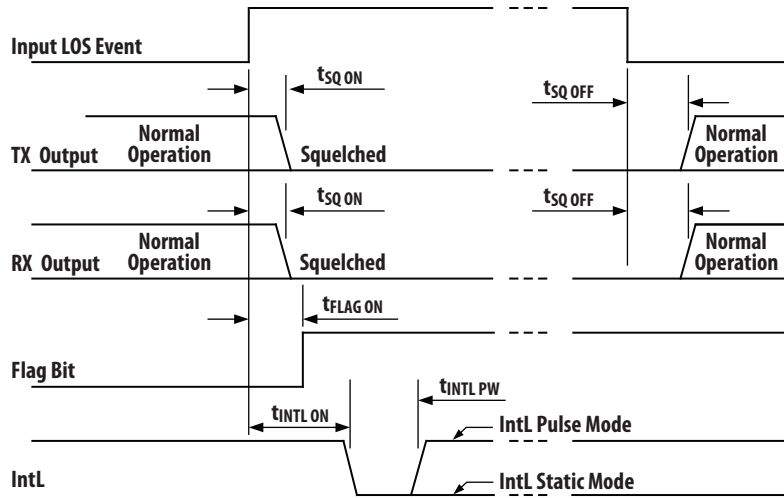 Input LOS Event
tSQ ON
tSQ OFF
Normal Operation
TX Output
Squelched
Normal Operation
tSQ ON
tSQ OFF
Normal Operation
RX Output
Squelched
Normal Operation
tFLAG ON
Flag Bit
tINTL ON
tINTL PW
IntL Pulse Mode
IntL
IntL Static Mode